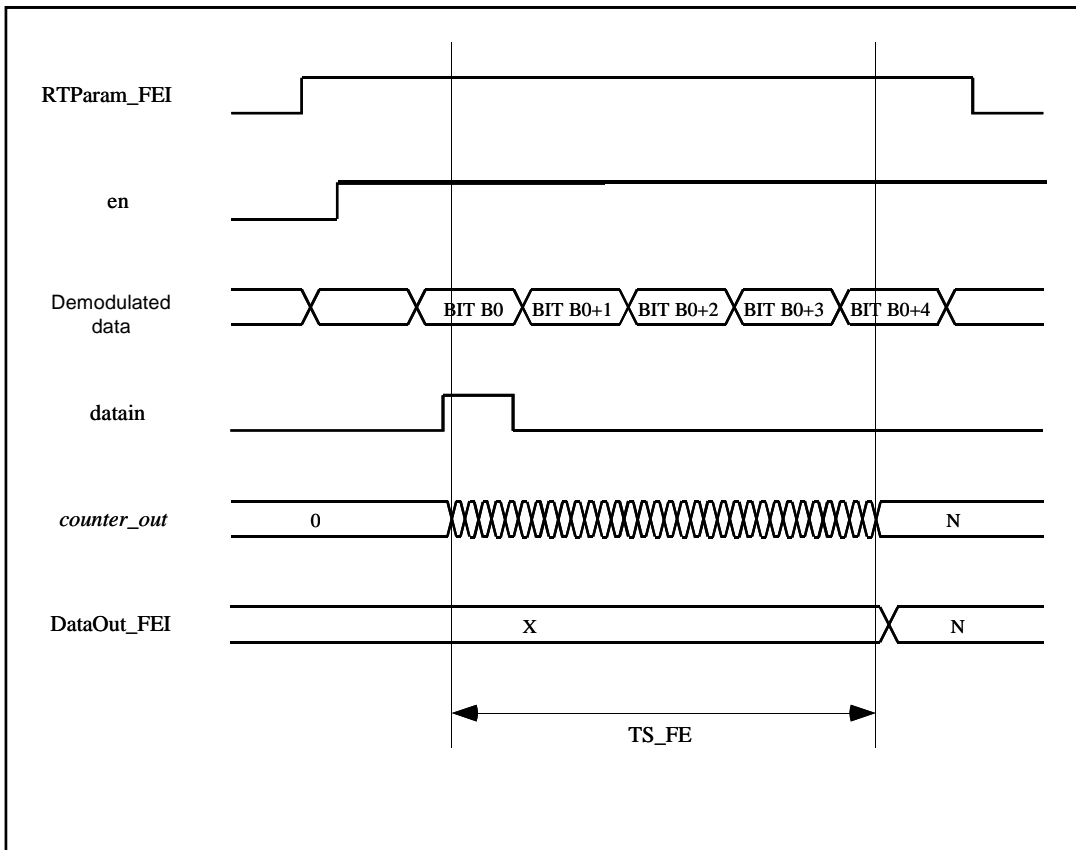 RTParam_FEI
en
Demodulated
data
BIT B0 BIT B0+1 BIT B0+2 BIT B0+3 BIT B0+4
datain
counter_out
0 N
DataOut_FEI
X N
TS_FE